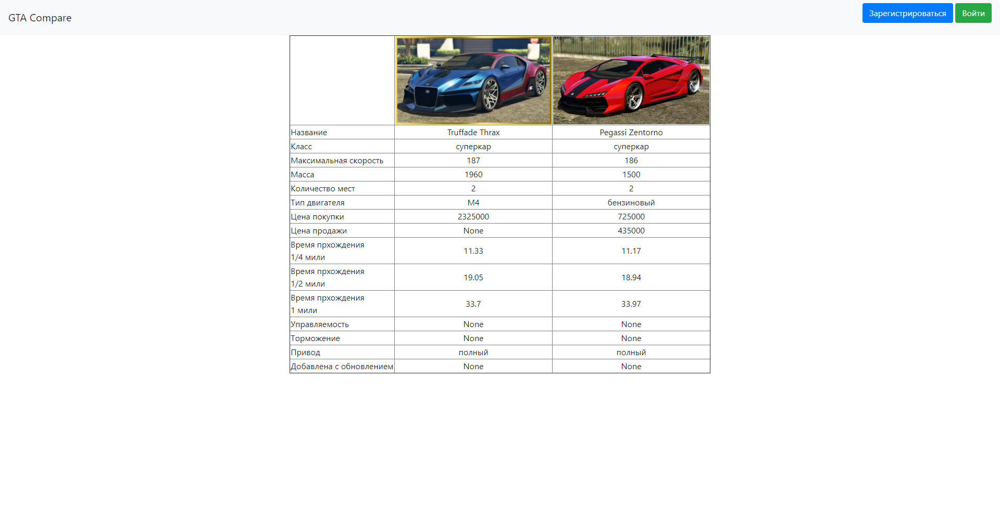 GTA Compare
Зарегистрироваться Войти
Название Truffade Thrax Pegassi Zentorno
Класс суперкар суперкар
Максимальная скорость 187 186
Масса 1960 1500
Количество мест 2 2
Тип двигателя М4 бензиновый
Цена покупки 2325000 725000
Цена продажи None 435000
Время прхождения
1/4 мили 11.33 11.17
Время прхождения
1/2 мили 19.05 18.94
Время прхождения
1 мили 33.7 33.97
Управляемость None None
Торможение None None
Привод полный полный
Добавлена с обновлением None None